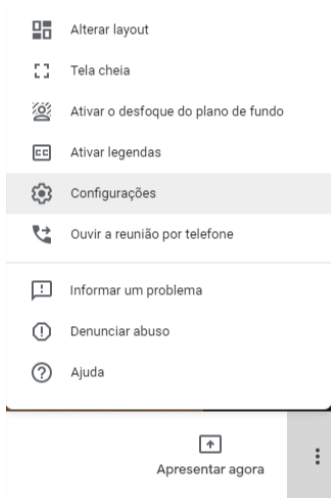 Alterar layout
Tela cheia
Ativar o desfoque do plano de fundo
CC Ativar legendas
Configurações
Ouvir a reunião por telefone
Informar um problema
Denunciar abuso
Ajuda
Apresentar agora